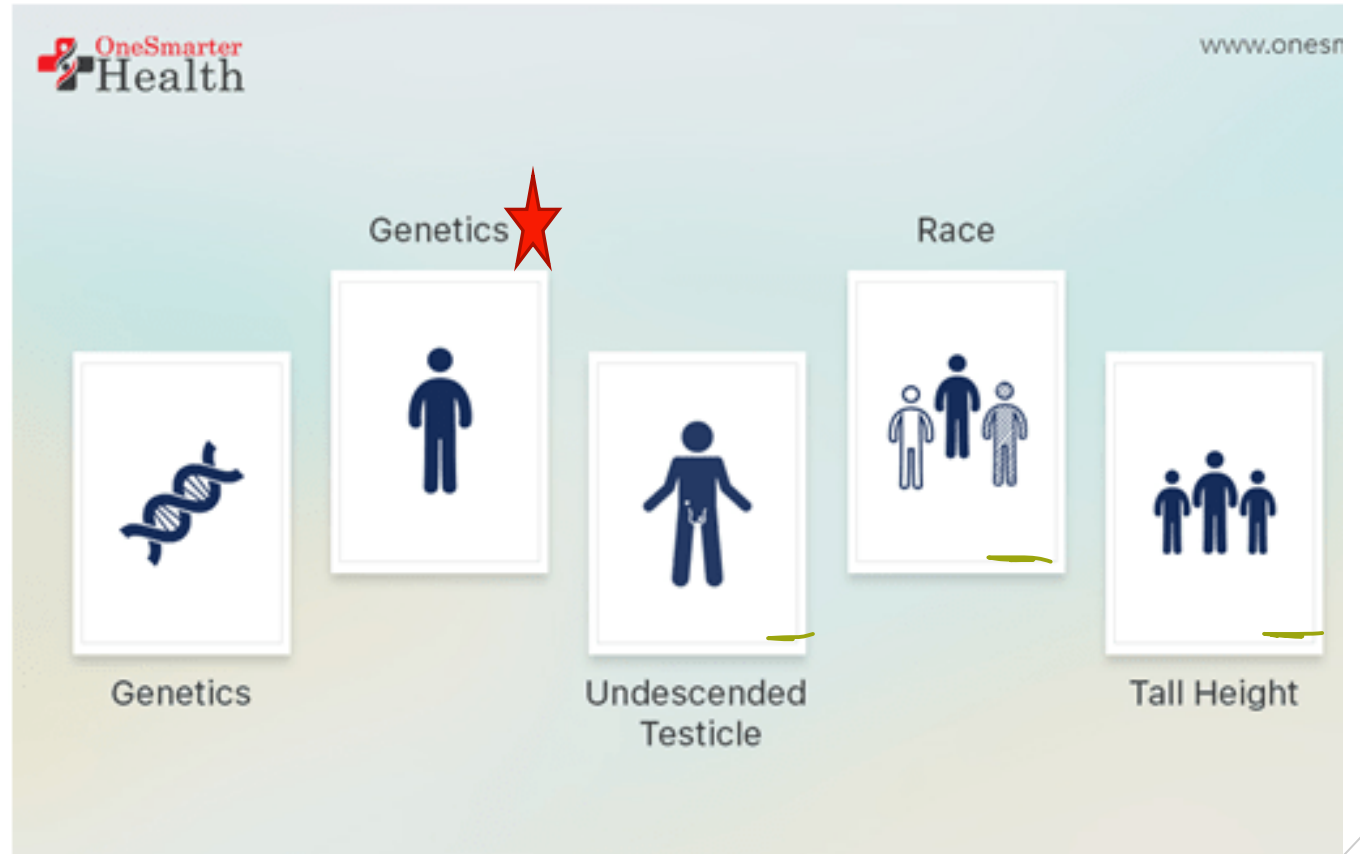 OneSmarter
Health
www.onesm
Genetics
Race
Genetics
Undescended
Testicle
Tall Height